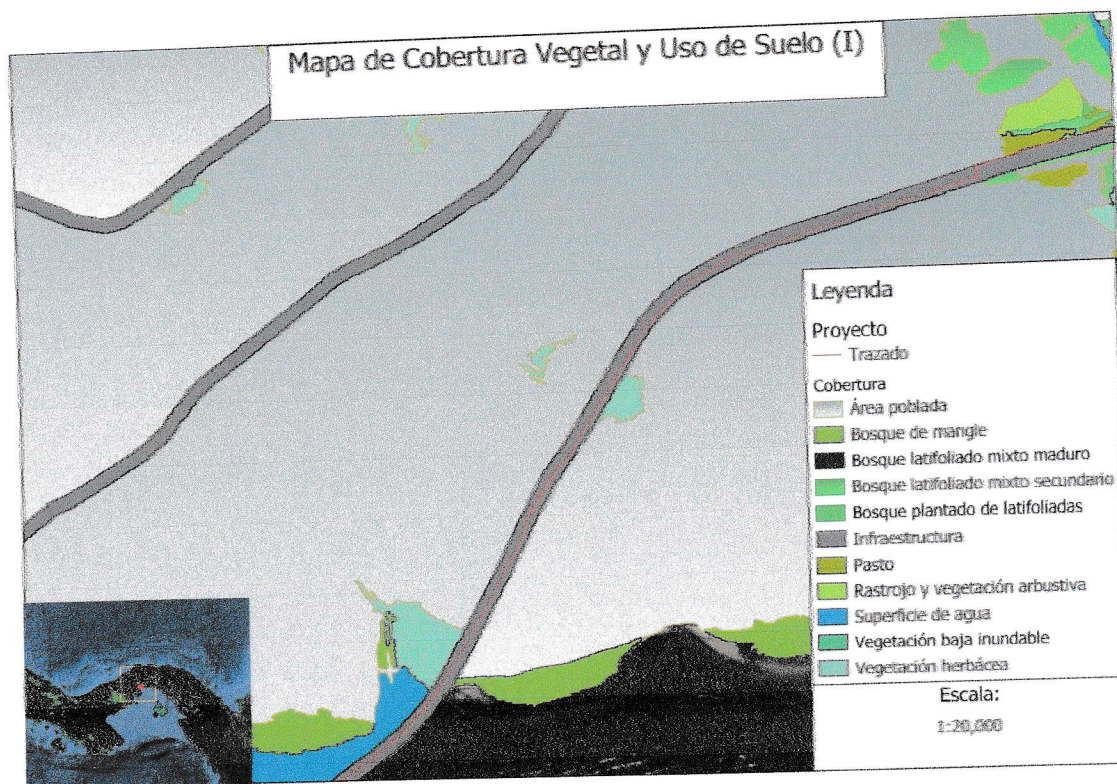 Mapa de Cobertura Vegetal y Uso de Suelo (I)
Leyenda
Proyecto
Trazado
Cobertura
Área poblada
Bosque de mangle
Bosque latifoliado mixto maduro
Bosque latifoliado mixto secundario
Bosque plantado de latifoliadas
Infraestructura
Pasto
Rastrojo y vegetación arbustiva
Superficie de agua
Vegetación baja inundable
Vegetación herbácea
Escala:
1:20,000